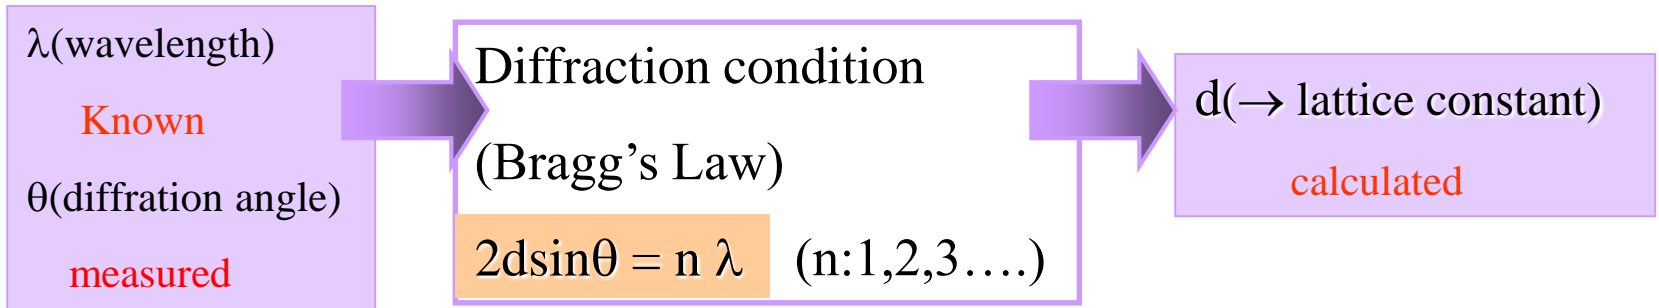 λ(wavelength)
Known
θ(diffration angle)
measured
Diffraction condition
(Bragg’s Law)
2dsinθ = n λ (n:1,2,3….)
d(→ lattice constant)
calculated